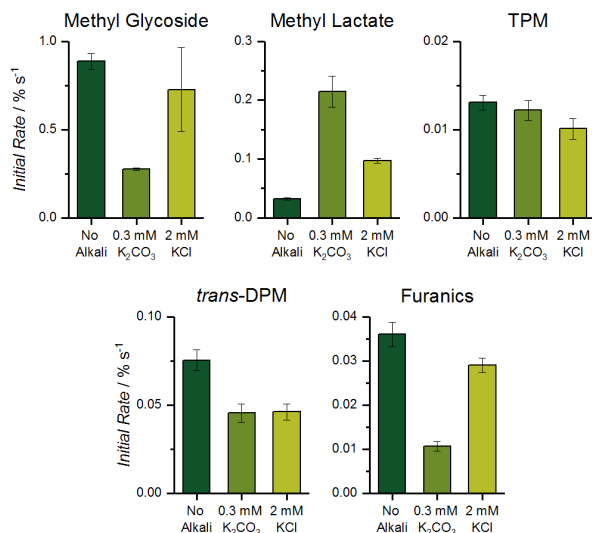 Methyl Glycoside
Methyl Lactate
TPM
Initial Rate / % s⁻¹
1.0
0.5
0.0
No
Alkali
0.3 mM
K₂CO₃
2 mM
KCl
0.3
0.2
0.1
0.0
No
Alkali
0.3 mM
K₂CO₃
2 mM
KCl
0.02
0.01
0.00
No
Alkali
0.3 mM
K₂CO₃
2 mM
KCl
trans-DPM
Furanics
Initial Rate / % s⁻¹
0.10
0.05
0.00
No
Alkali
0.3 mM
K₂CO₃
2 mM
KCl
0.04
0.03
0.02
0.01
0.00
No
Alkali
0.3 mM
K₂CO₃
2 mM
KCl